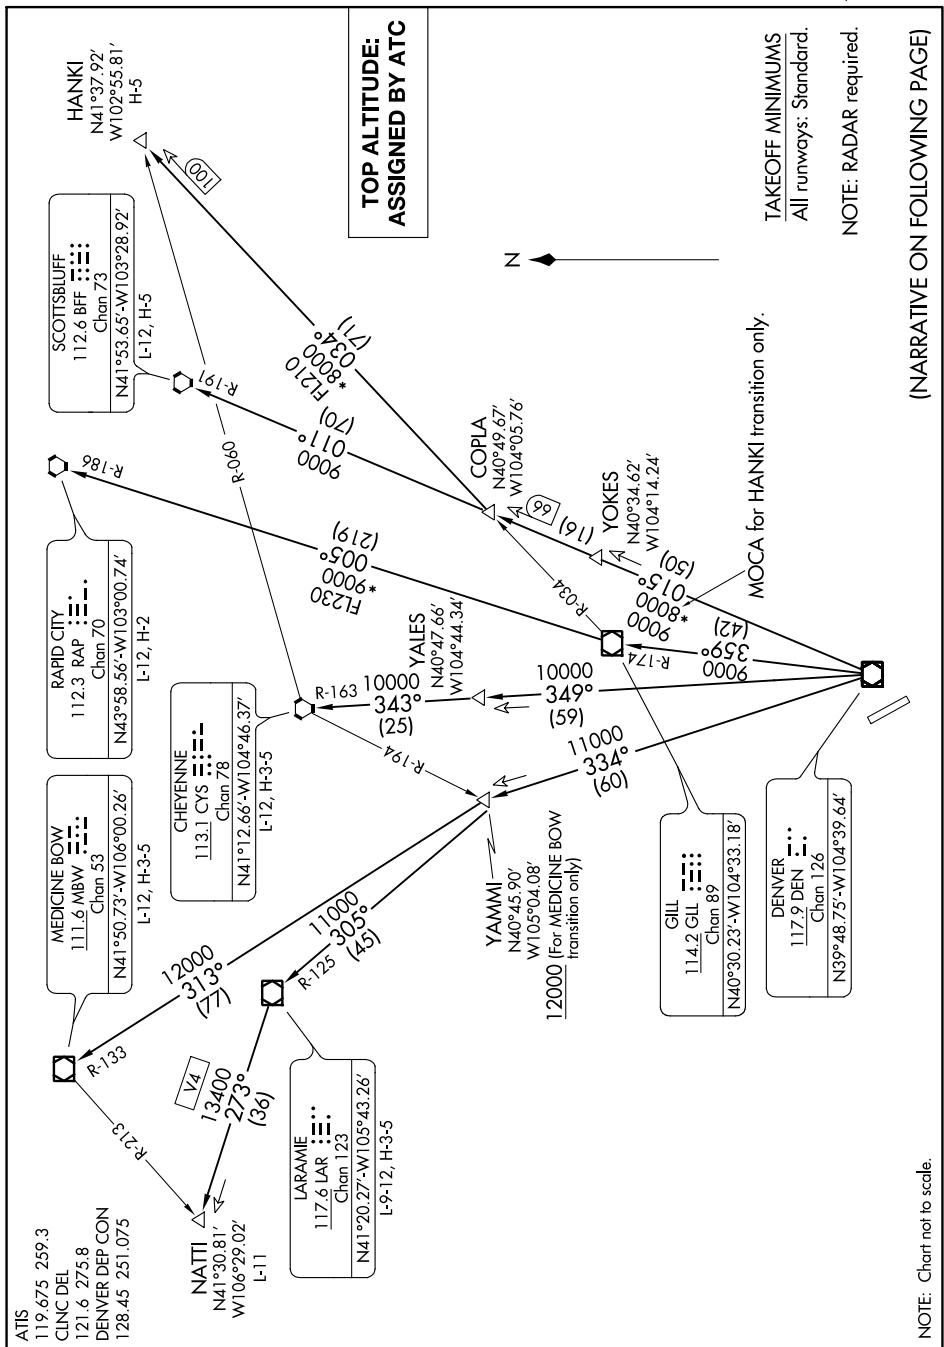 ATIS
119.675 259.3
CLNC DEL
121.6 275.8
DENVER DEP CON
128.45 251.075
MEDICINE BOW
111.6 MBW
Chan 53
N41°50.73'-W106°00.26'
L-12, H-3-5
RAPID CITY
112.3 RAP
Chan 70
N43°58.56'-W103°00.74'
L-12, H-2
SCOTTSBLUFF
112.6 BFF
Chan 73
N41°53.65'-W103°28.92'
L-12, H-5
HANKI
N41°37.92'
W102°55.81'
H-5
CHEYENNE
113.1 CYS
Chan 78
N41°12.66'-W104°46.37'
L-12, H-3-5
NATTI
N41°30.81'
W106°29.02'
L-11
LARAMIE
117.6 LAR
Chan 123
N41°20.27'-W105°43.26'
L-9-12, H-3-5
R-213
R-133
V4
13400
273°
(36)
12000
313°
(77)
R-125
11000
305°
(45)
R-194
R-163
10000
343°
(25)
YALES
N40°47.66'
W104°44.34'
R-060
R-186
R-191
FL230
*9000
005°
(219)
9000
011°
(70)
FL210
*8000
034°
(71)
100
TOP ALTITUDE:
ASSIGNED BY ATC
YAMMI
N40°45.90'
W105°04.08'
12000 (For MEDICINE BOW
transition only)
11000
334°
(60)
10000
349°
(59)
COPLA
N40°49.67'
W104°05.76'
66
(16)
YOKES
N40°34.62'
W104°14.24'
R-034
R-174
9000
359°
(42)
9000
*8000
015°
(50)
MOCA for HANKI transition only.
N
GILL
114.2 GLL
Chan 89
N40°30.23'-W104°33.18'
DENVER
117.9 DEN
Chan 126
N39°48.75'-W104°39.64'
TAKEOFF MINIMUMS
All runways: Standard.
NOTE: RADAR required.
(NARRATIVE ON FOLLOWING PAGE)
NOTE: Chart not to scale.